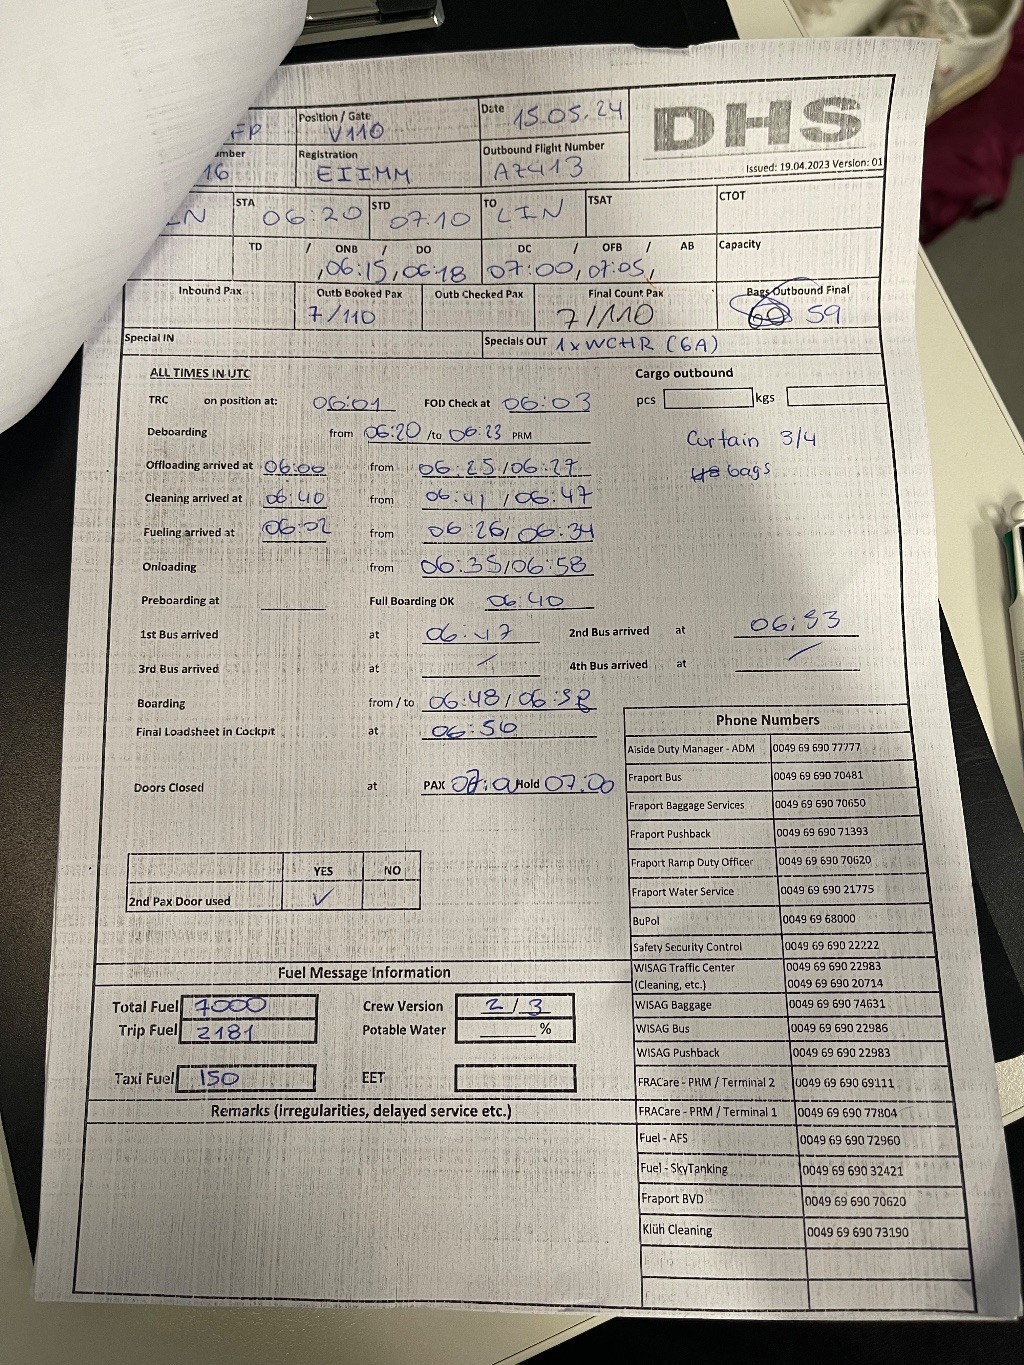 FP
Position / Gate
V110
Date 15.05.24
DHS
mber
16
Registration
EIIMM
Outbound Flight Number
AZ413
Issued: 19.04.2023 Version: 01
LN
STA 06:20
STD 07:10
TO LIN
TSAT
CTOT
TD / ONB / DO
,06:15,06:18
DC / OFB / AB
07:00,07:05,
Capacity
Inbound Pax
Outb Booked Pax
7/110
Outb Checked Pax
Final Count Pax
7/110
Bags Outbound Final
59
Special IN
Specials OUT 1xWCHR (6A)
ALL TIMES IN UTC
Cargo outbound
TRC on position at: 06:01 FOD Check at 06:03
pcs kgs
Deboarding from 06:20 /to 06:23 PRM
Curtain 3/4
Offloading arrived at 06:00 from 06:25/06:27
bags
Cleaning arrived at 06:40 from 06:41/06:47
Fueling arrived at 06:02 from 06:26/06:34
Onloading from 06:35/06:58
Preboarding at Full Boarding OK 06:40
1st Bus arrived at 06:47 2nd Bus arrived at 06:53
3rd Bus arrived at / 4th Bus arrived at /
Boarding from / to 06:48/06:58
Final Loadsheet in Cockpit at 06:56
Doors Closed at PAX Hold 07:00
YES NO
2nd Pax Door used ✓
Phone Numbers
Aiside Duty Manager - ADM 0049 69 690 77777
Fraport Bus 0049 69 690 70481
Fraport Baggage Services 0049 69 690 70650
Fraport Pushback 0049 69 690 71393
Fraport Ramp Duty Officer 0049 69 690 70620
Fraport Water Service 0049 69 690 21775
BuPol 0049 69 68000
Safety Security Control 0049 69 690 22222
WISAG Traffic Center 0049 69 690 22983
(Cleaning, etc.) 0049 69 690 20714
WISAG Baggage 0049 69 690 74631
WISAG Bus 0049 69 690 22986
WISAG Pushback 0049 69 690 22983
FRACare - PRM / Terminal 2 0049 69 690 69111
FRACare - PRM / Terminal 1 0049 69 690 77804
Fuel - AFS 0049 69 690 72960
Fuel - SkyTanking 0049 69 690 32421
Fraport BVD 0049 69 690 70620
Klüh Cleaning 0049 69 690 73190
Fuel Message Information
Total Fuel 7000 Crew Version 2/3
Trip Fuel 2181 Potable Water %
Taxi Fuel 150 EET
Remarks (irregularities, delayed service etc.)